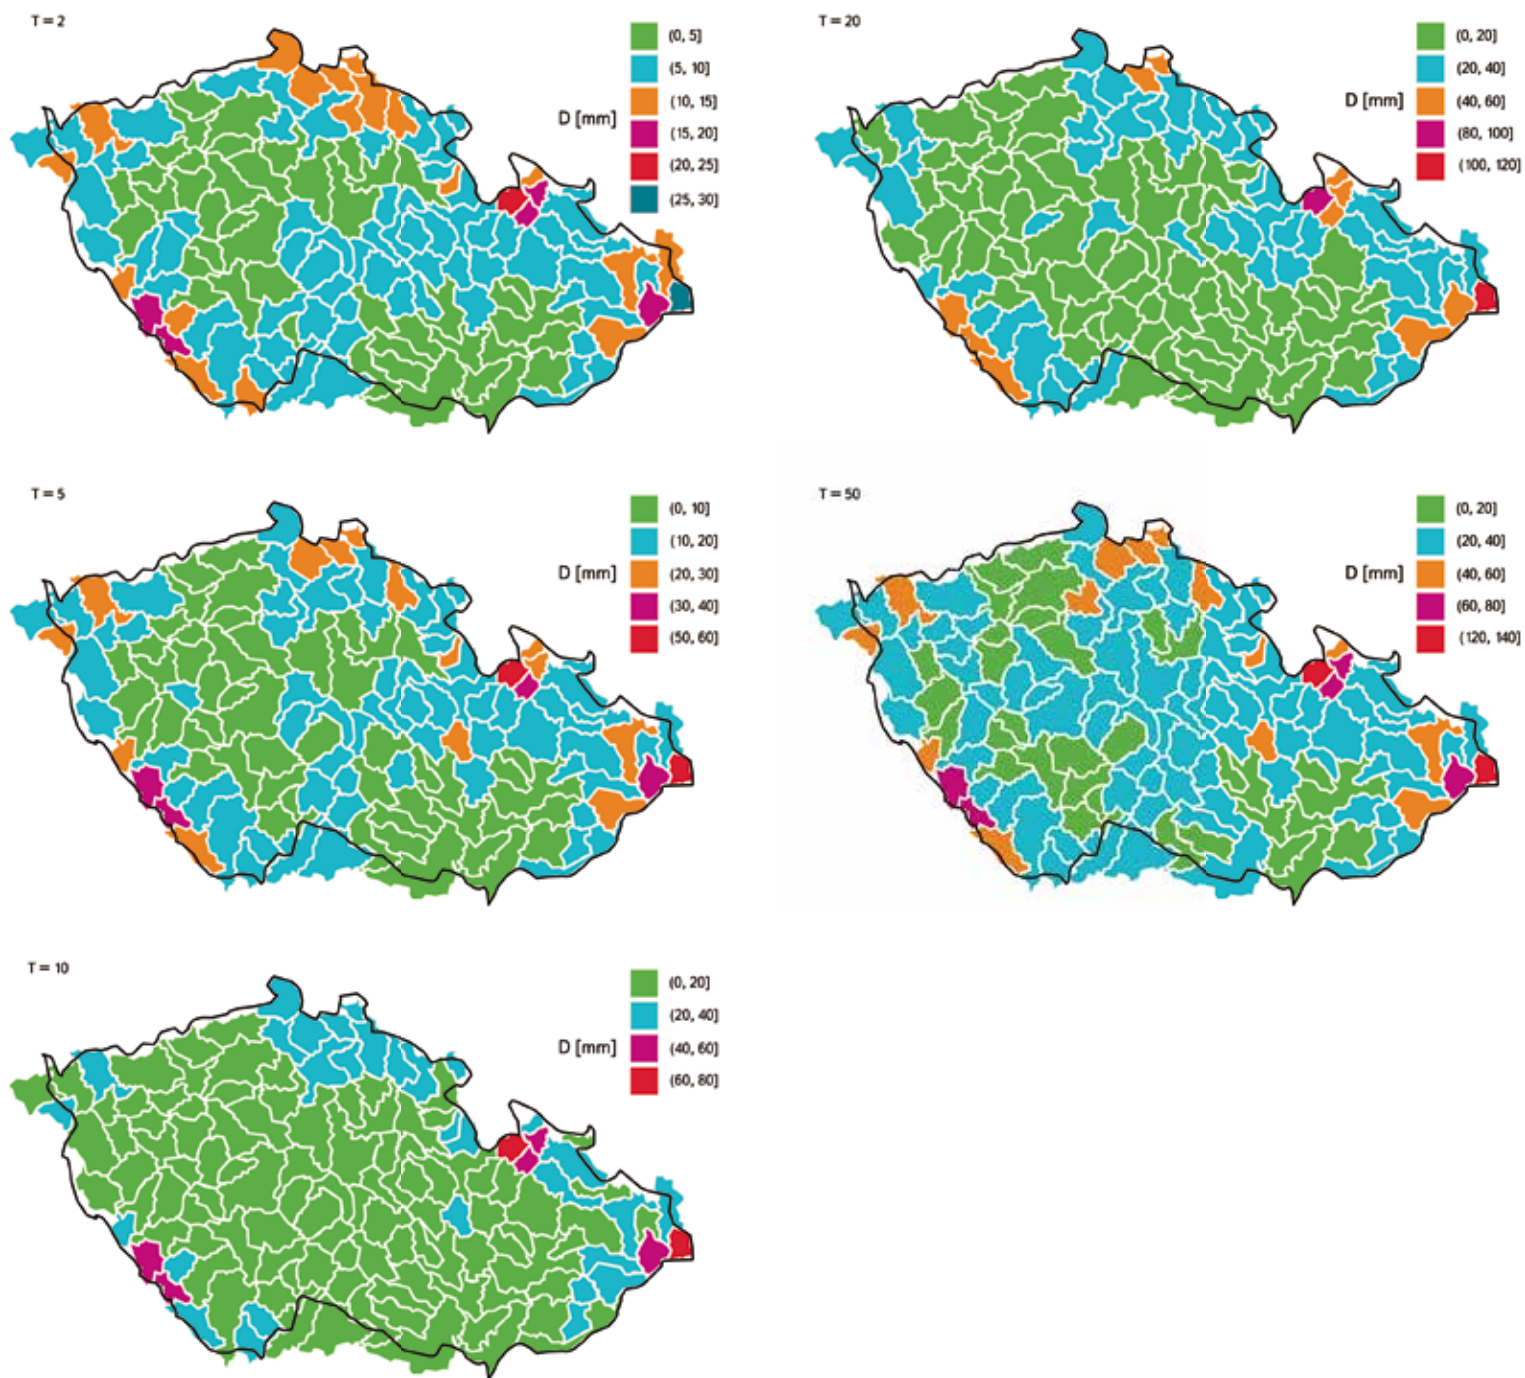 T = 2
D [mm]
(0, 5]
(5, 10]
(10, 15]
(15, 20]
(20, 25]
(25, 30]
T = 20
D [mm]
(0, 20]
(20, 40]
(40, 60]
(80, 100]
(100, 120]
T = 5
D [mm]
(0, 10]
(10, 20]
(20, 30]
(30, 40]
(50, 60]
T = 50
D [mm]
(0, 20]
(20, 40]
(40, 60]
(60, 80]
(120, 140]
T = 10
D [mm]
(0, 20]
(20, 40]
(40, 60]
(60, 80]